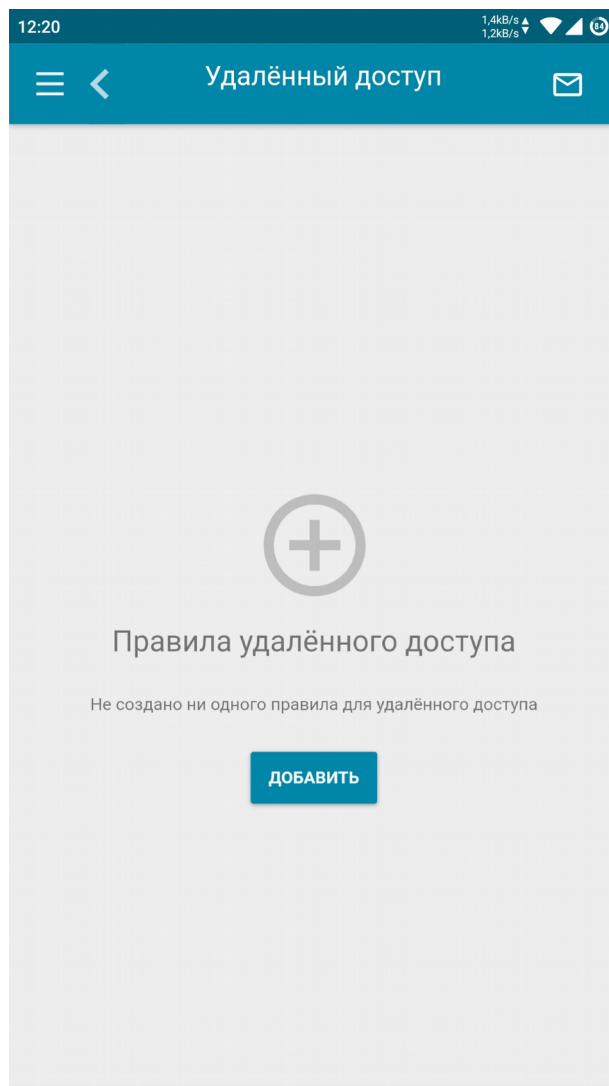 12:20
1,4kB/s
1,2kB/s
84
Удалённый доступ
Правила удалённого доступа
Не создано ни одного правила для удалённого доступа
ДОБАВИТЬ